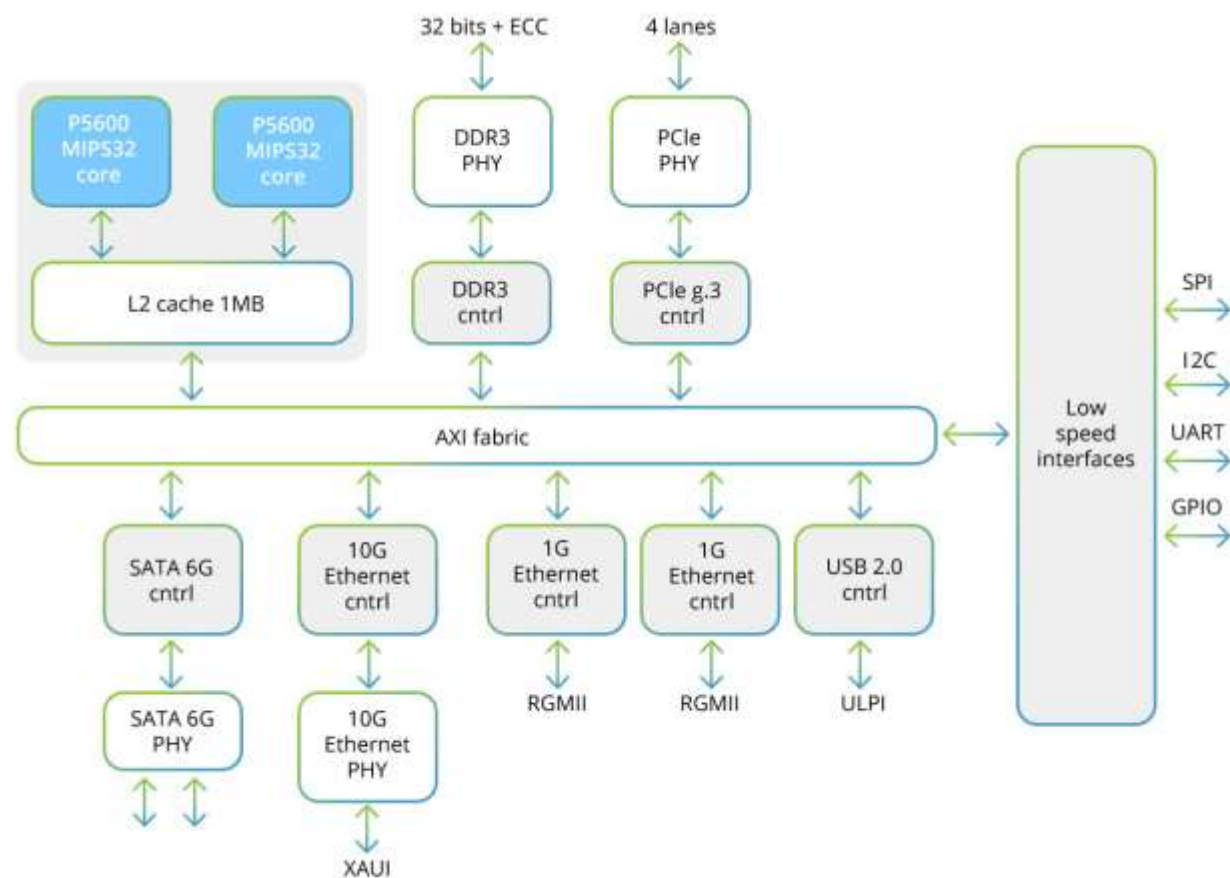 32 bits + ECC
4 lanes
P5600
MIPS32
core
P5600
MIPS32
core
DDR3
PHY
PCIe
PHY
L2 cache 1MB
DDR3
cntrl
PCIe g.3
cntrl
AXI fabric
Low
speed
interfaces
SPI
I2C
UART
GPIO
SATA 6G
cntrl
10G
Ethernet
cntrl
1G
Ethernet
cntrl
1G
Ethernet
cntrl
USB 2.0
cntrl
SATA 6G
PHY
10G
Ethernet
PHY
RGMII
RGMII
ULPI
XAUI